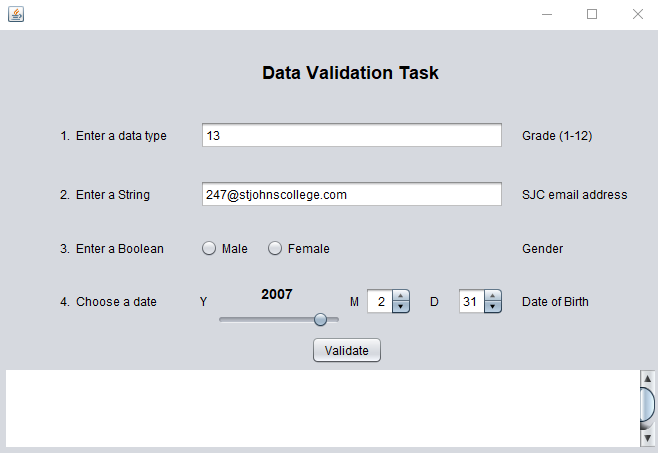 Data Validation Task
1. Enter a data type 13 Grade (1-12)
2. Enter a String 247@stjohnscollege.com SJC email address
3. Enter a Boolean Male Female Gender
4. Choose a date Y 2007 M 2 D 31 Date of Birth
Validate